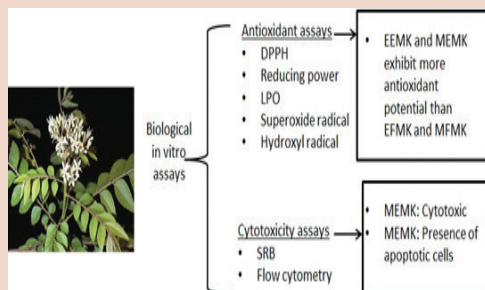 Biological
in vitro
assays
Antioxidant assays
• DPPH
• Reducing power
• LPO
• Superoxide radical
• Hydroxyl radical
• EEMK and MEMK
exhibit more
antioxidant
potential than
EFMK and MFMK
Cytotoxicity assays
• SRB
• Flow cytometry
• MEMK: Cytotoxic
• MEMK: Presence of
apoptotic cells